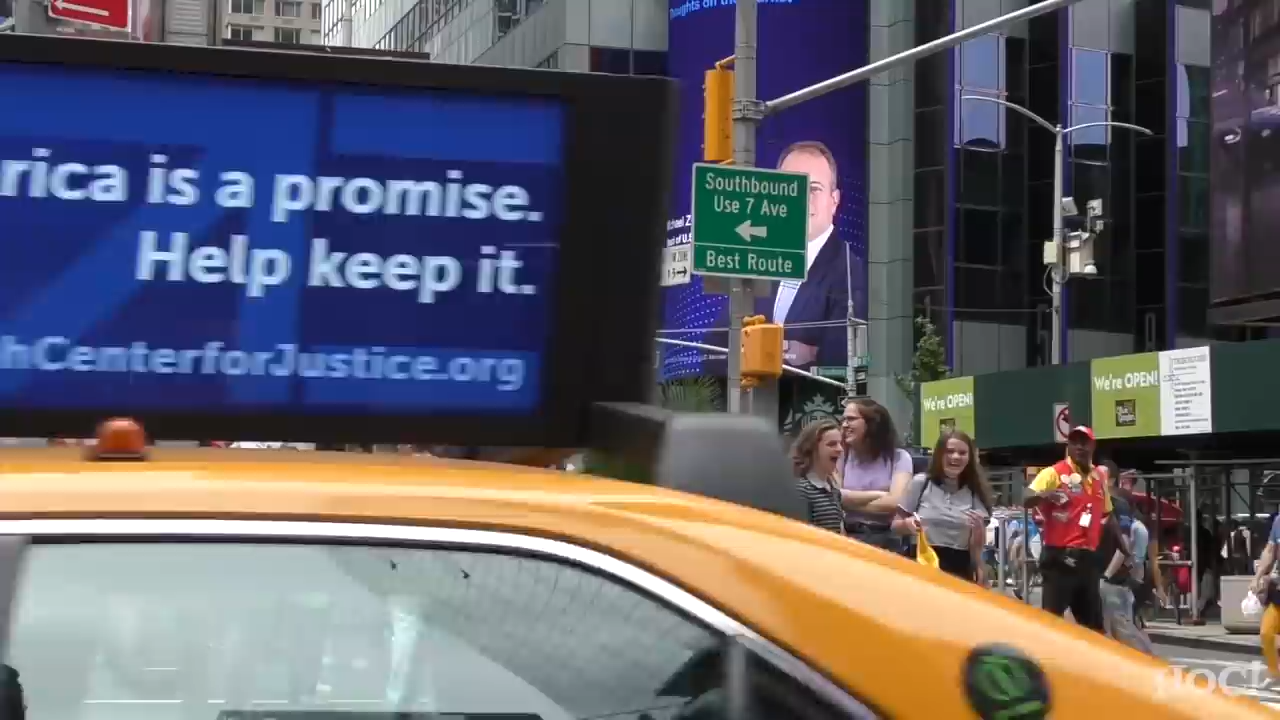 rica is a promise.
Help keep it.
hCenterforJustice.org
Southbound
Use 7 Ave
Best Route
We're OPEN!
We're OPEN!